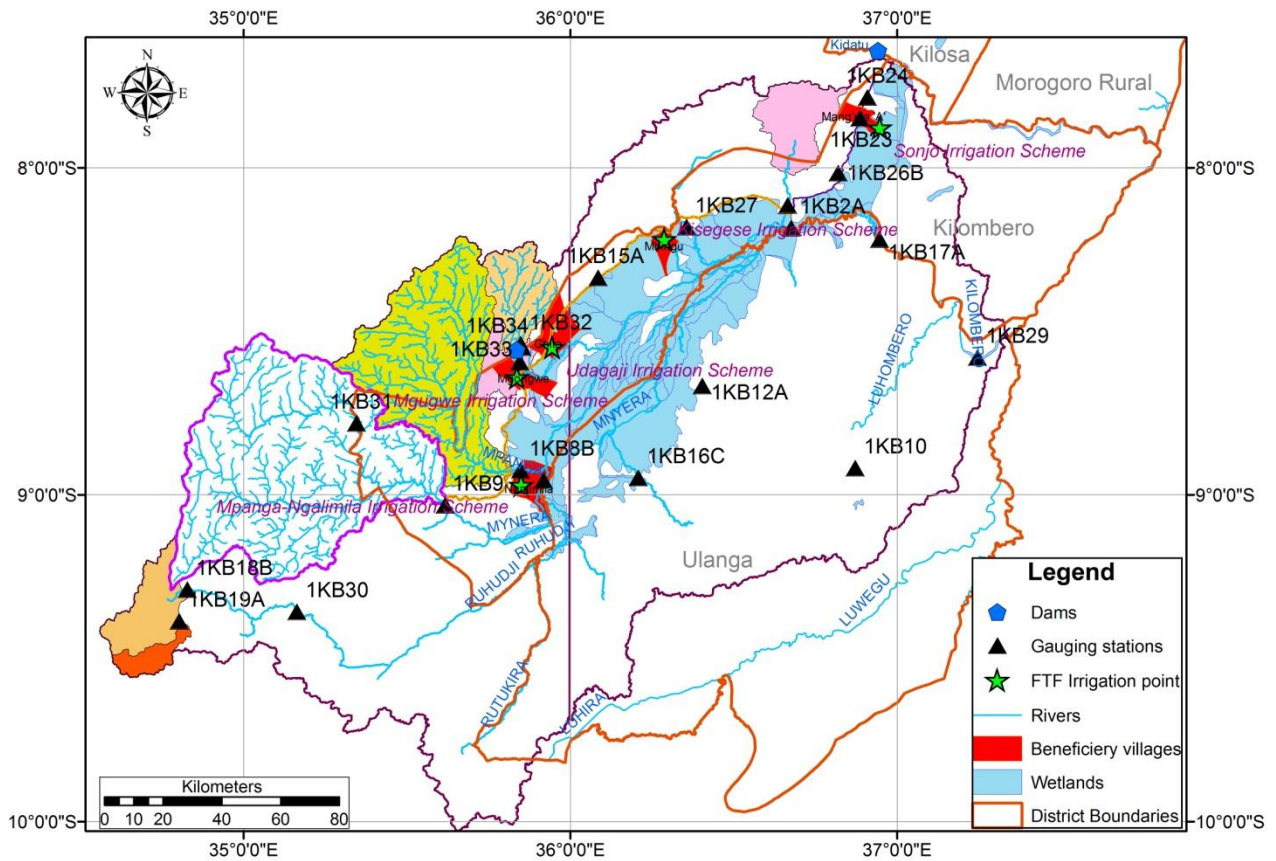 35°0'0"E
36°0'0"E
37°0'0"E
N
W
E
S
Kidatu
Kilosa
1KB24
Morogoro Rural
1KB23
Sonjo Irrigation Scheme
8°0'0"S
8°0'0"S
1KB26B
1KB27
1KB2A
Kisegese Irrigation Scheme
Kilombero
1KB17A
1KB15A
KILOMBE
1KB29
1KB34
1KB32
1KB33
Udagaji Irrigation Scheme
LUHOMBERO
Mgugwe Irrigation Scheme
1KB12A
MNYERA
1KB31
1KB8B
1KB16C
1KB10
1KB9
9°0'0"S
9°0'0"S
Mpanga-Ngalimila Irrigation Scheme
MYNERA
RUHUDJI
RUHUDJI
Ulanga
1KB18B
1KB19A
1KB30
LUWEGU
RUTUKIRA
LUHIRA
Legend
Dams
Gauging stations
FTF Irrigation point
Rivers
Beneficiery villages
Wetlands
District Boundaries
Kilometers
0 10 20 40 60 80
10°0'0"S
10°0'0"S
35°0'0"E
36°0'0"E
37°0'0"E